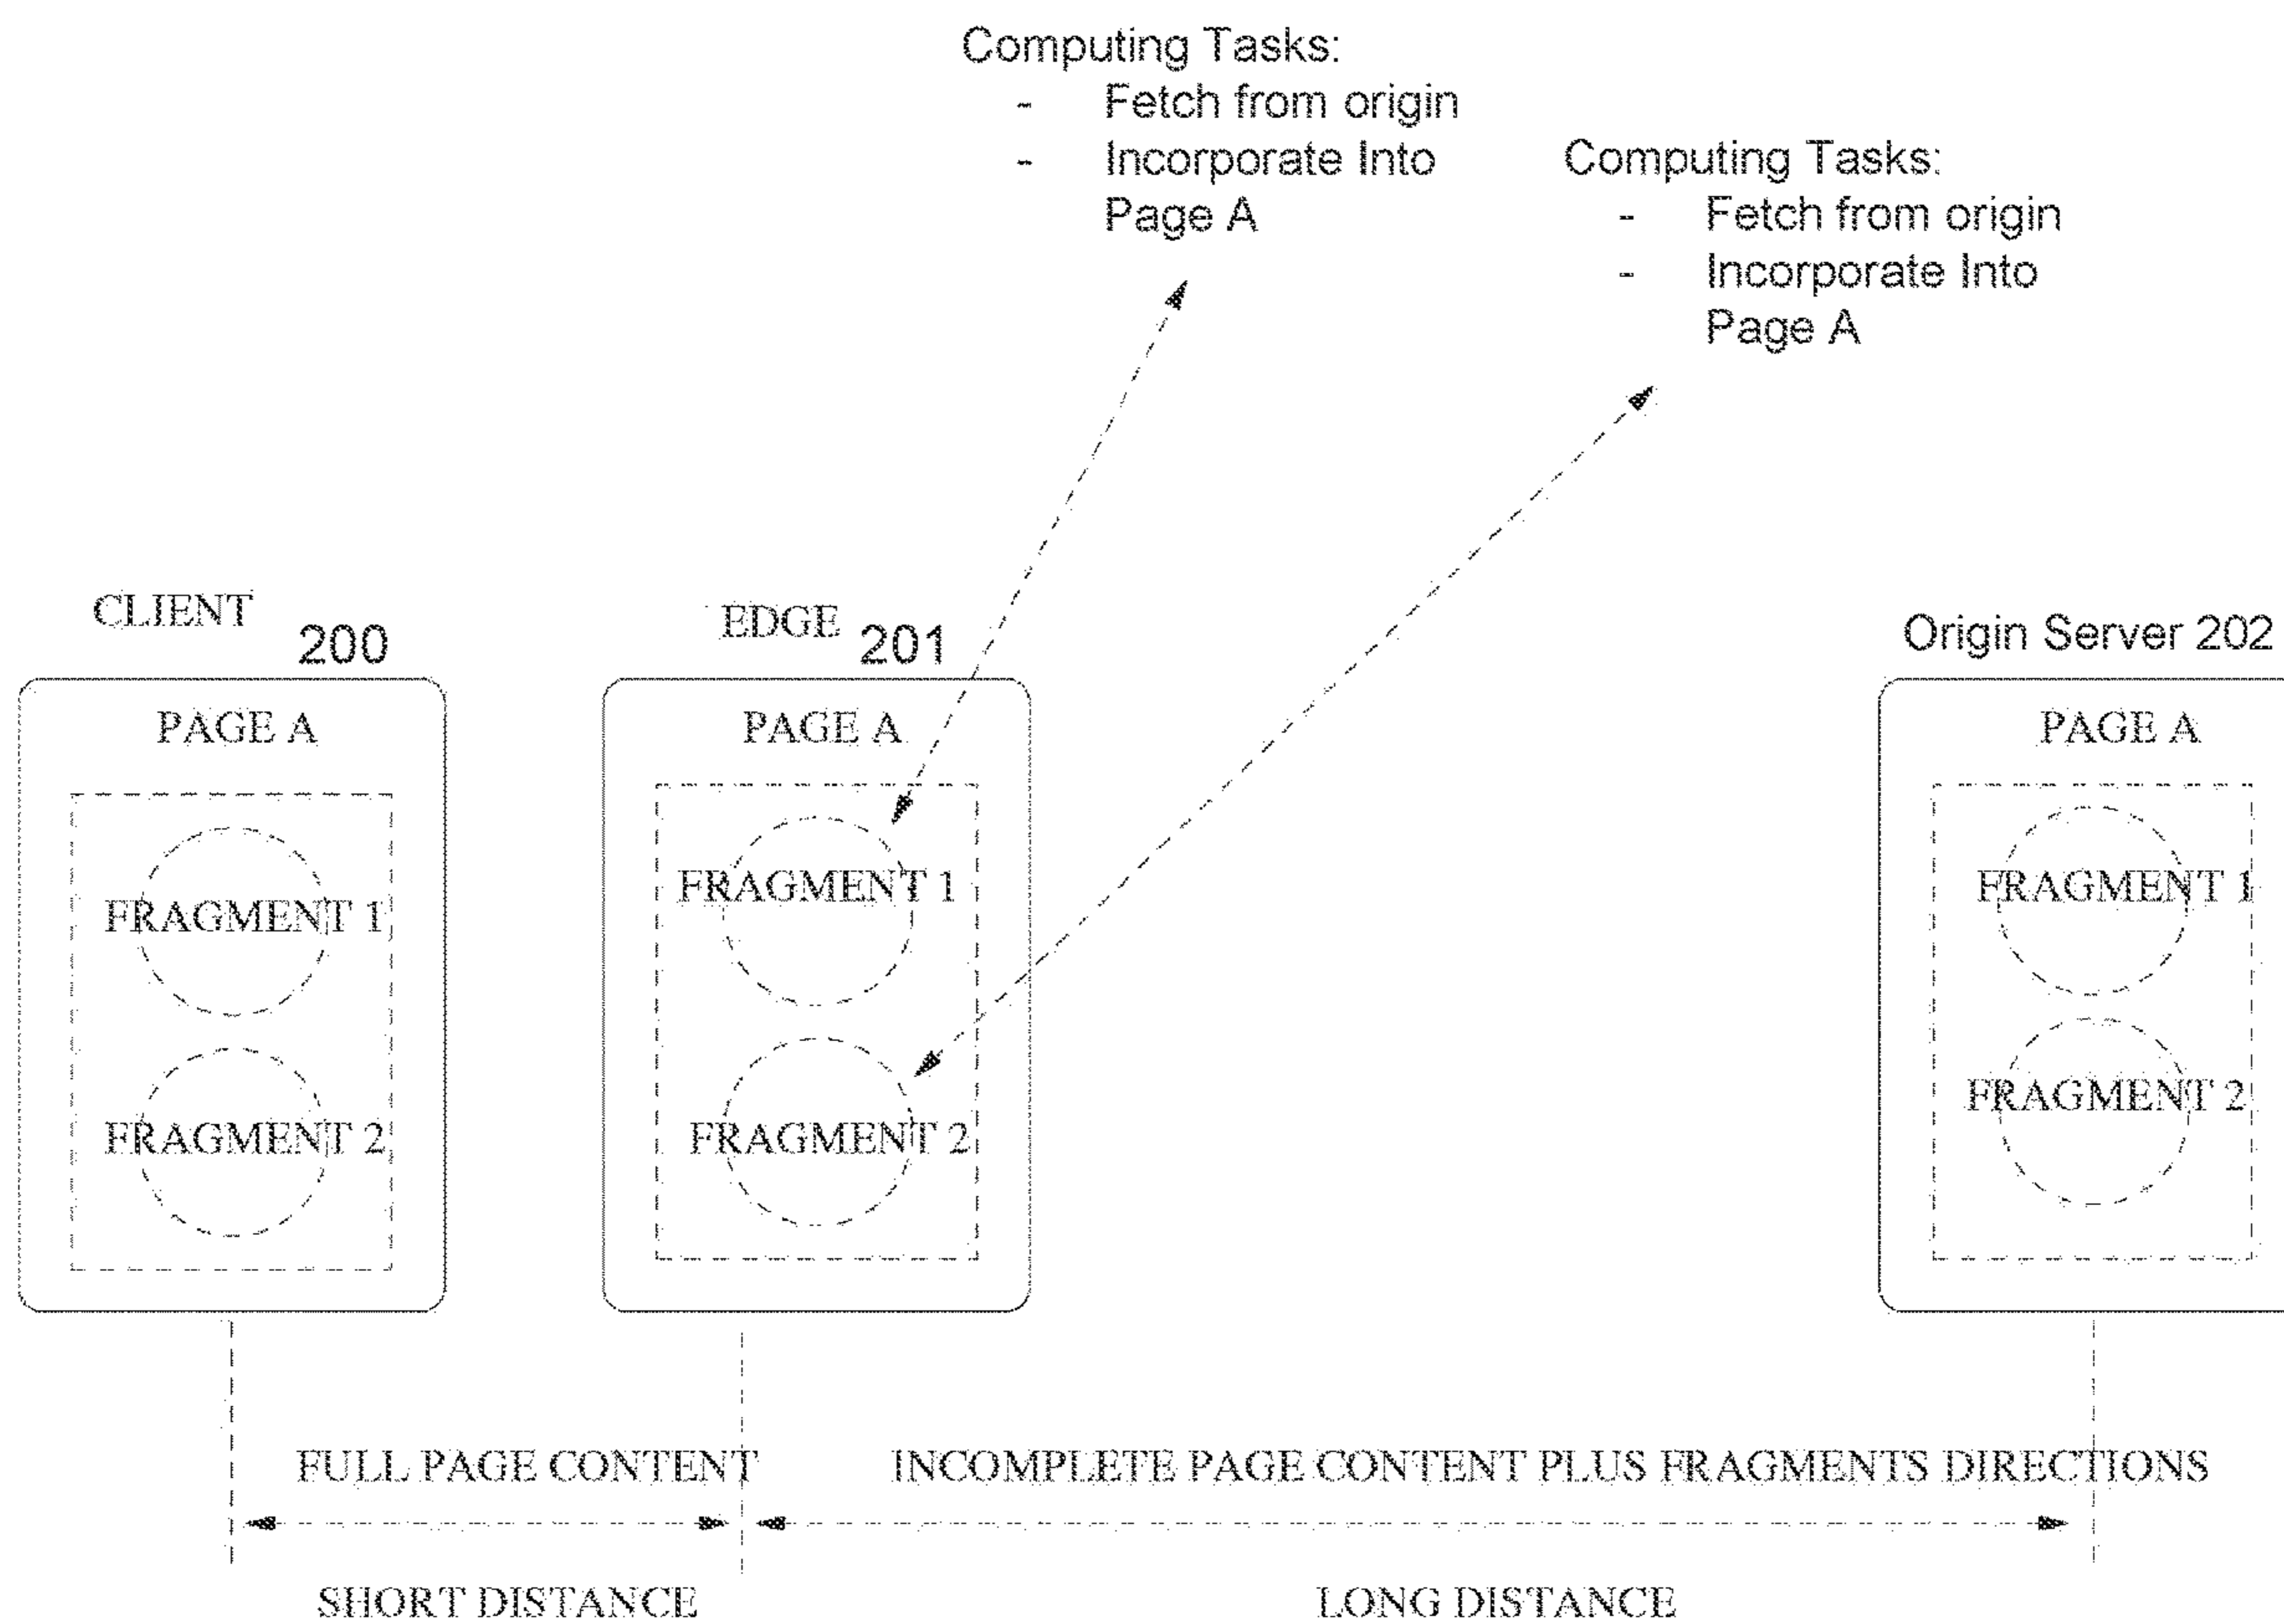 Computing Tasks:
- Fetch from origin
- Incorporate Into
Page A
Computing Tasks:
- Fetch from origin
- Incorporate Into
Page A
CLIENT 200
EDGE 201
Origin Server 202
PAGE A
PAGE A
PAGE A
FRAGMENT 1
FRAGMENT 1
FRAGMENT 1
FRAGMENT 2
FRAGMENT 2
FRAGMENT 2
FULL PAGE CONTENT
INCOMPLETE PAGE CONTENT PLUS FRAGMENTS DIRECTIONS
SHORT DISTANCE
LONG DISTANCE